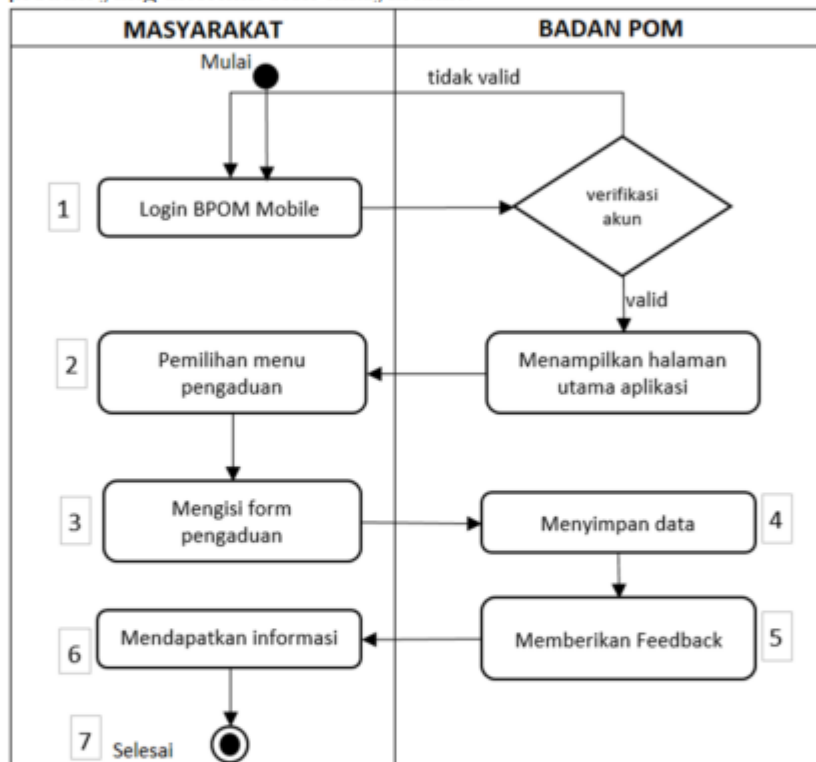 MASYARAKAT
BADAN POM
Mulai
tidak valid
1
Login BPOM Mobile
verifikasi
akun
valid
2
Pemilihan menu
pengaduan
Menampilkan halaman
utama aplikasi
3
Mengisi form
pengaduan
Menyimpan data
4
6
Mendapatkan informasi
Memberikan Feedback
5
7
Selesai